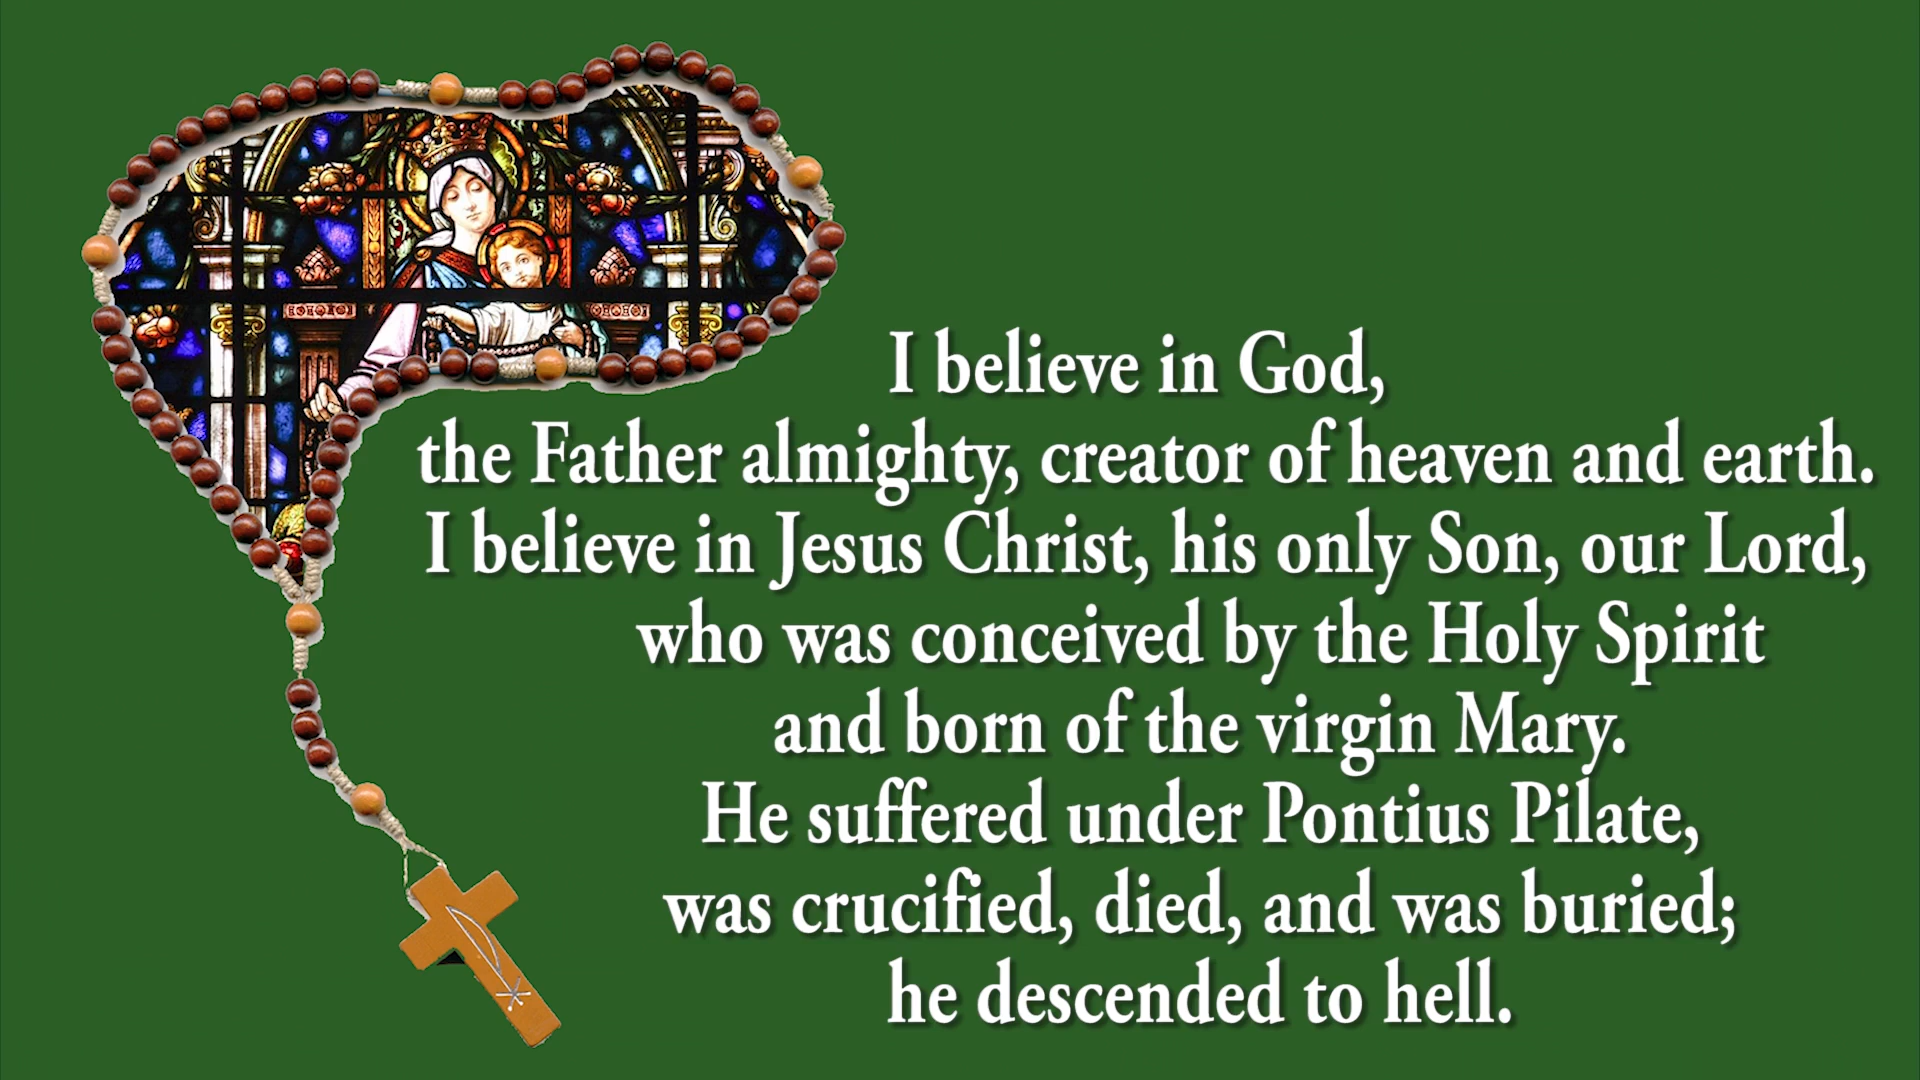 I believe in God,
the Father almighty, creator of heaven and earth.
I believe in Jesus Christ, his only Son, our Lord,
who was conceived by the Holy Spirit
and born of the virgin Mary.
He suffered under Pontius Pilate,
was crucified, died, and was buried;
he descended to hell.